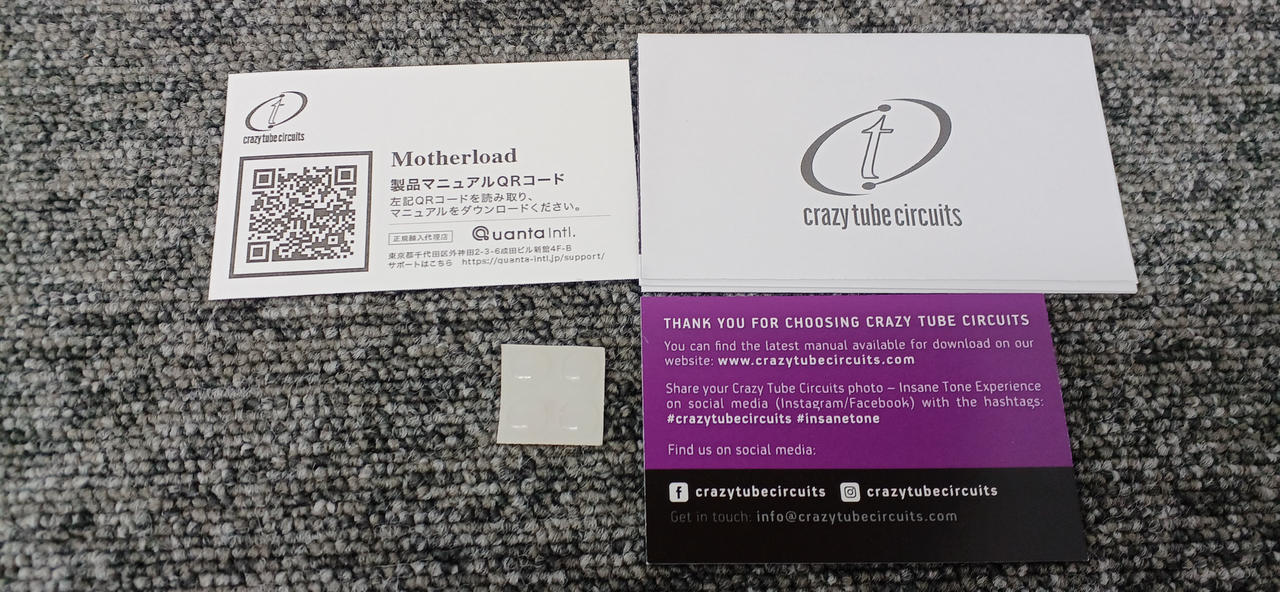 crazy tube circuits
Motherload
製品マニュアルQRコード
左記QRコードを読み取り、
マニュアルをダウンロードください。
正規輸入代理店
Quanta Intl.
東京都千代田区外神田2-3-6成田ビル新館4F-B
サポートはこちら https://quanta-intl.jp/support/
t
crazy tube circuits
THANK YOU FOR CHOOSING CRAZY TUBE CIRCUITS
You can find the latest manual available for download on our
website: www.crazytubecircuits.com
Share your Crazy Tube Circuits photo – Insane Tone Experience
on social media (Instagram/Facebook) with the hashtags:
#crazytubecircuits #insanetone
Find us on social media:
f crazytubecircuits crazytubecircuits
Get in touch: info@crazytubecircuits.com